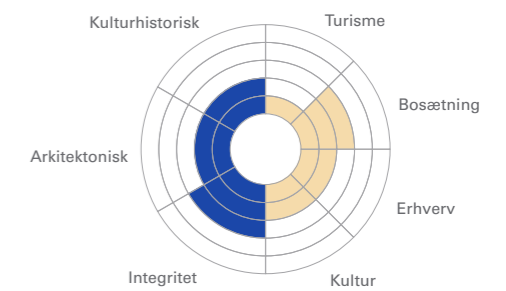 Kulturhistorisk
Turisme
Bosætning
Arkitektonisk
Erhverv
Integritet
Kultur